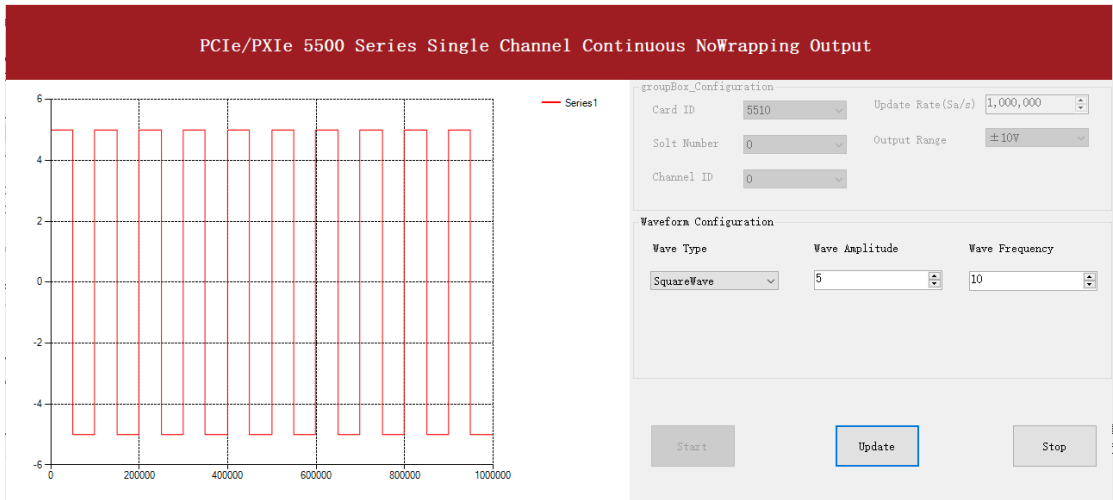 PCIe/PXIe 5500 Series Single Channel Continuous NoWrapping Output
6
4
2
0
-2
-4
-6
0 200000 400000 600000 800000 1000000
Series1
groupBox_Configuration
Card ID 5510 Update Rate(Sa/s) 1,000,000
Solt Number 0 Output Range ±10V
Channel ID 0
Waveform Configuration
Wave Type Wave Amplitude Wave Frequency
SquareWave 5 10
Start Update Stop